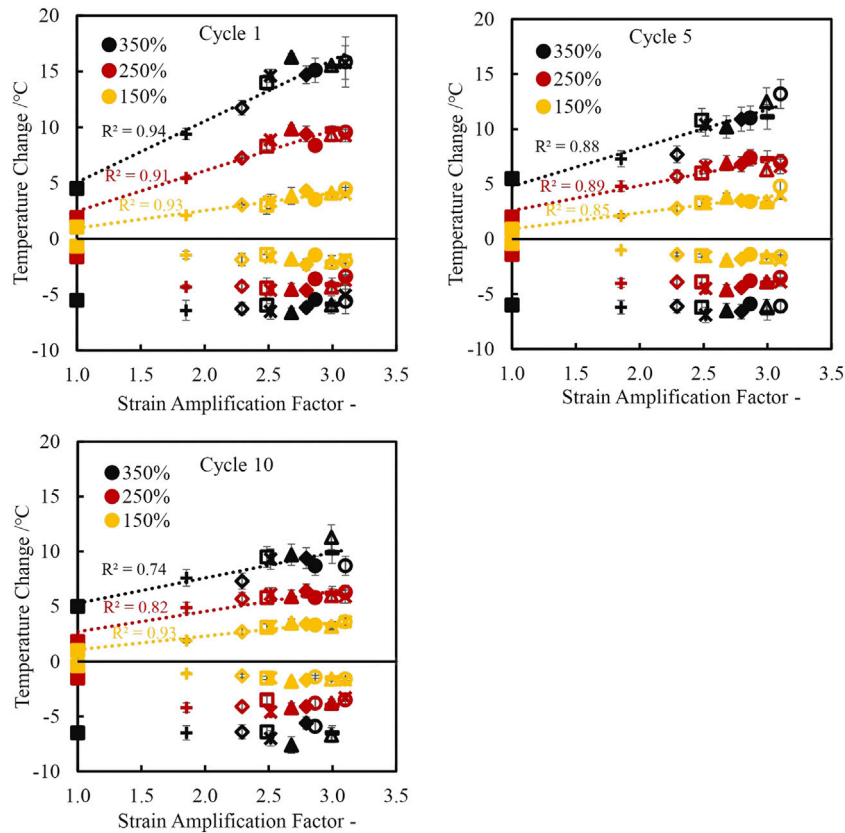 20
Cycle 1
350%
15
250%
150%
10
R² = 0.94
5
R² = 0.91
R² = 0.93
0
-5
-10
1.0 1.5 2.0 2.5 3.0 3.5
Strain Amplification Factor -
Temperature Change /°C
20
Cycle 5
350%
15
250%
150%
10
R² = 0.88
5
R² = 0.89
R² = 0.85
0
-5
-10
1.0 1.5 2.0 2.5 3.0 3.5
Strain Amplification Factor -
Temperature Change /°C
20
Cycle 10
350%
15
250%
150%
10
R² = 0.74
5
R² = 0.82
R² = 0.93
0
-5
-10
1.0 1.5 2.0 2.5 3.0 3.5
Strain Amplification Factor -
Temperature Change /°C